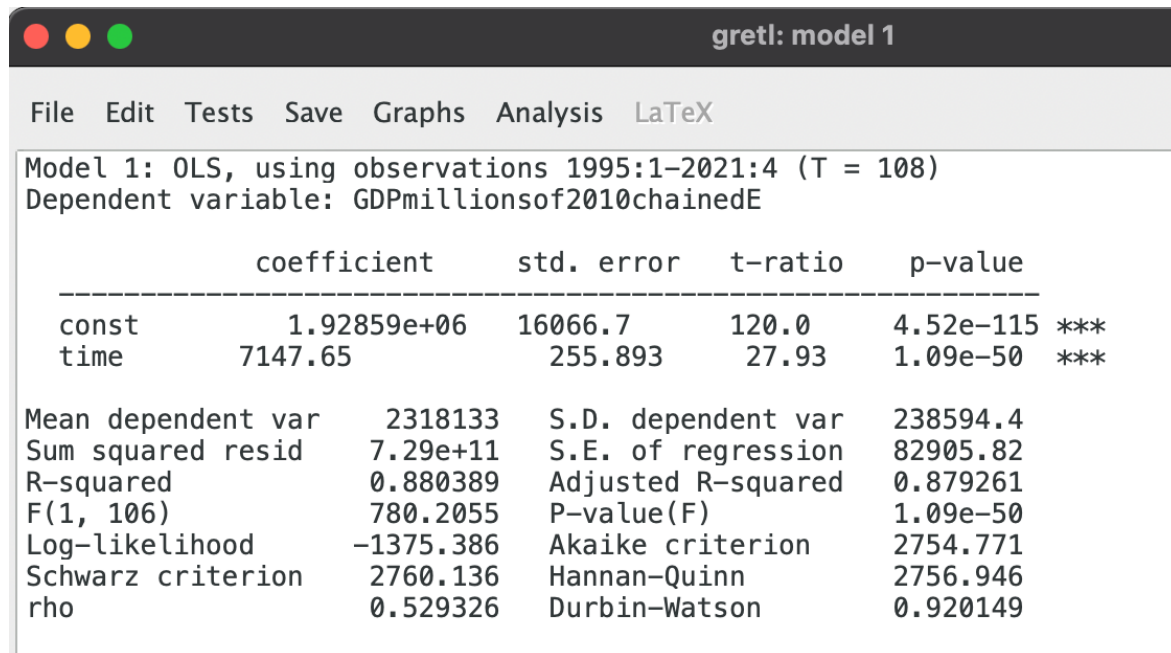 gretl: model 1
File Edit Tests Save Graphs Analysis LaTeX
Model 1: OLS, using observations 1995:1-2021:4 (T = 108)
Dependent variable: GDPmillionsof2010chainedE
coefficient std. error t-ratio p-value
const 1.92859e+06 16066.7 120.0 4.52e-115 ***
time 7147.65 255.893 27.93 1.09e-50 ***
Mean dependent var 2318133 S.D. dependent var 238594.4
Sum squared resid 7.29e+11 S.E. of regression 82905.82
R-squared 0.880389 Adjusted R-squared 0.879261
F(1, 106) 780.2055 P-value(F) 1.09e-50
Log-likelihood -1375.386 Akaike criterion 2754.771
Schwarz criterion 2760.136 Hannan-Quinn 2756.946
rho 0.529326 Durbin-Watson 0.920149